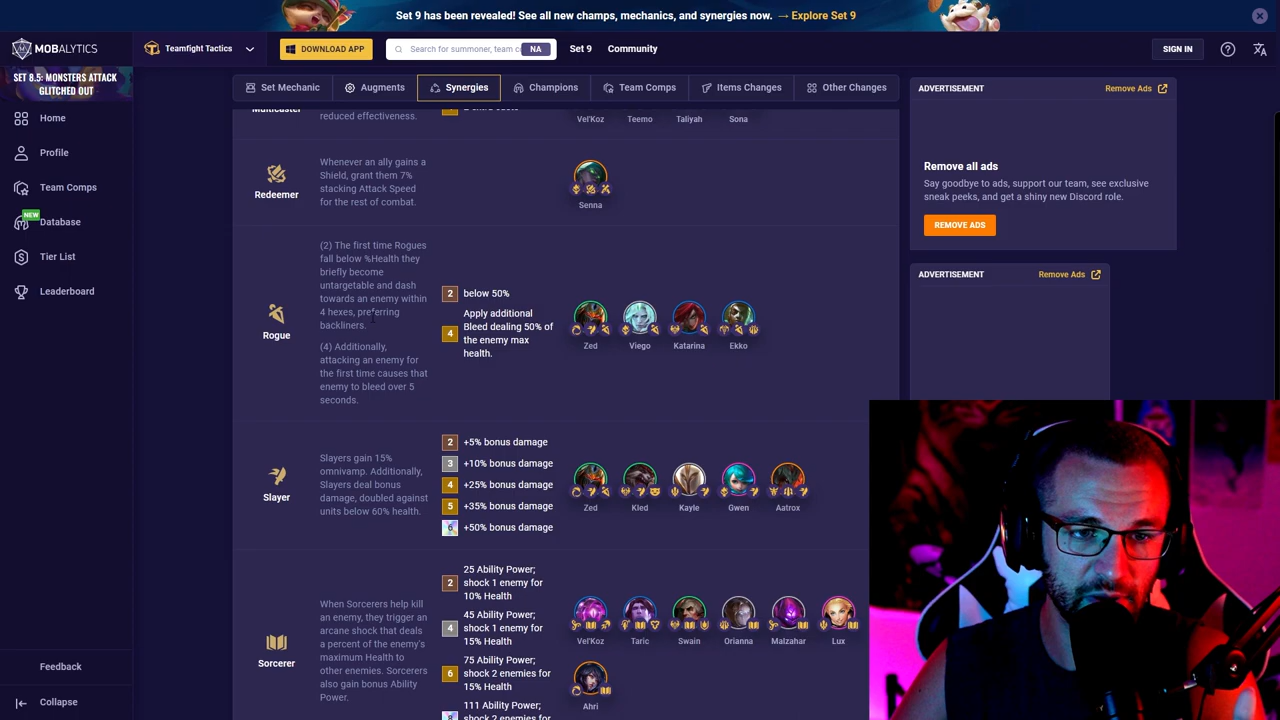 Set 9 has been revealed! See all new champs, mechanics, and synergies now. → Explore Set 9
MOBALYTICS
Teamfight Tactics
DOWNLOAD APP
Search for summoner, team o
NA
Set 9
Community
SIGN IN
SET 8.5: MONSTERS ATTACK
GLITCHED OUT
Home
Profile
Team Comps
NEW
Database
Tier List
Leaderboard
Feedback
Collapse
Set Mechanic
Augments
Synergies
Champions
Team Comps
Items Changes
Other Changes
reduced effectiveness.
Vel'Koz
Teemo
Taliyah
Sona
Redeemer
Whenever an ally gains a
Shield, grant them 7%
stacking Attack Speed
for the rest of combat.
Senna
Rogue
(2) The first time Rogues
fall below %Health they
briefly become
untargetable and dash
towards an enemy within
4 hexes, preferring
backliners.
(4) Additionally,
attacking an enemy for
the first time causes that
enemy to bleed over 5
seconds.
2 below 50%
4 Apply additional
Bleed dealing 50% of
the enemy max
health.
Zed
Viego
Katarina
Ekko
Slayer
Slayers gain 15%
omnivamp. Additionally,
Slayers deal bonus
damage, doubled against
units below 60% health.
2 +5% bonus damage
3 +10% bonus damage
4 +25% bonus damage
5 +35% bonus damage
6 +50% bonus damage
Zed
Kled
Kayle
Gwen
Aatrox
Sorcerer
When Sorcerers help kill
an enemy, they trigger an
arcane shock that deals
a percent of the enemy's
maximum Health to
other enemies. Sorcerers
also gain bonus Ability
Power.
2 25 Ability Power;
shock 1 enemy for
10% Health
4 45 Ability Power;
shock 1 enemy for
15% Health
6 75 Ability Power;
shock 2 enemies for
15% Health
111 Ability Power;
shock 2 enemies for
Vel'Koz
Taric
Swain
Orianna
Malzahar
Lux
Ahri
ADVERTISEMENT
Remove Ads
Remove all ads
Say goodbye to ads, support our team, see exclusive
sneak peeks, and get a shiny new Discord role.
REMOVE ADS
ADVERTISEMENT
Remove Ads